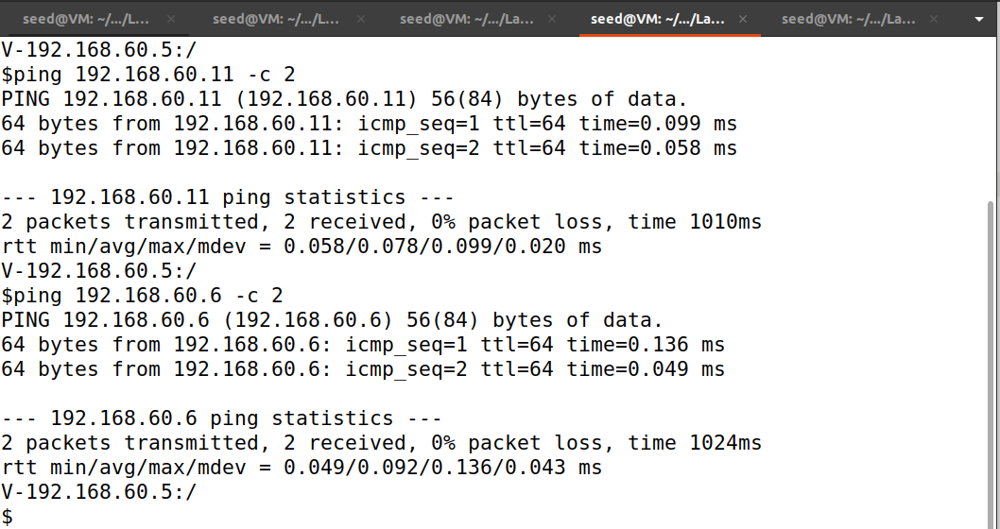 seed@VM: ~/.../L... × seed@VM: ~/.../L... × seed@VM: ~/.../La... × seed@VM: ~/.../La... × seed@VM: ~/.../La... ×
V-192.168.60.5:/
$ping 192.168.60.11 -c 2
PING 192.168.60.11 (192.168.60.11) 56(84) bytes of data.
64 bytes from 192.168.60.11: icmp_seq=1 ttl=64 time=0.099 ms
64 bytes from 192.168.60.11: icmp_seq=2 ttl=64 time=0.058 ms

--- 192.168.60.11 ping statistics ---
2 packets transmitted, 2 received, 0% packet loss, time 1010ms
rtt min/avg/max/mdev = 0.058/0.078/0.099/0.020 ms
V-192.168.60.5:/
$ping 192.168.60.6 -c 2
PING 192.168.60.6 (192.168.60.6) 56(84) bytes of data.
64 bytes from 192.168.60.6: icmp_seq=1 ttl=64 time=0.136 ms
64 bytes from 192.168.60.6: icmp_seq=2 ttl=64 time=0.049 ms

--- 192.168.60.6 ping statistics ---
2 packets transmitted, 2 received, 0% packet loss, time 1024ms
rtt min/avg/max/mdev = 0.049/0.092/0.136/0.043 ms
V-192.168.60.5:/
$